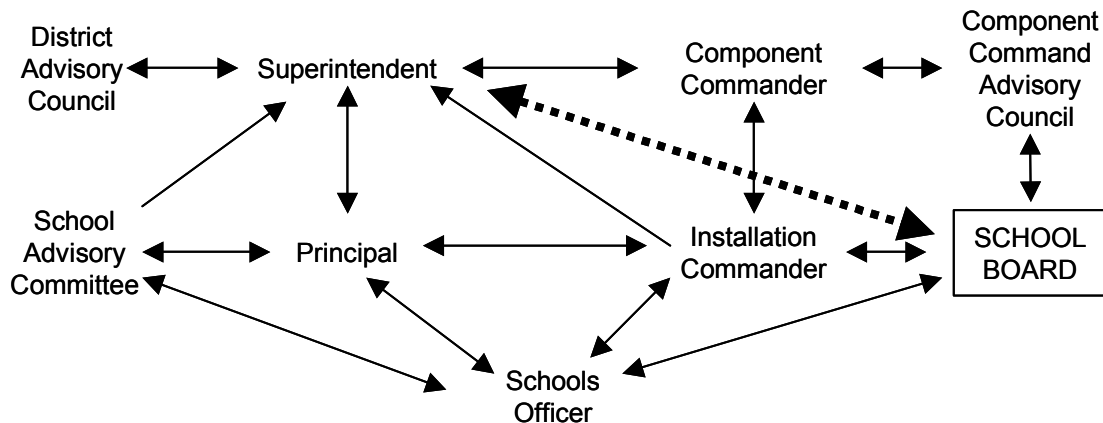 District
Advisory
Council
Superintendent
Component
Commander
Component
Command
Advisory
Council
School
Advisory
Committee
Principal
Installation
Commander
SCHOOL
BOARD
Schools
Officer